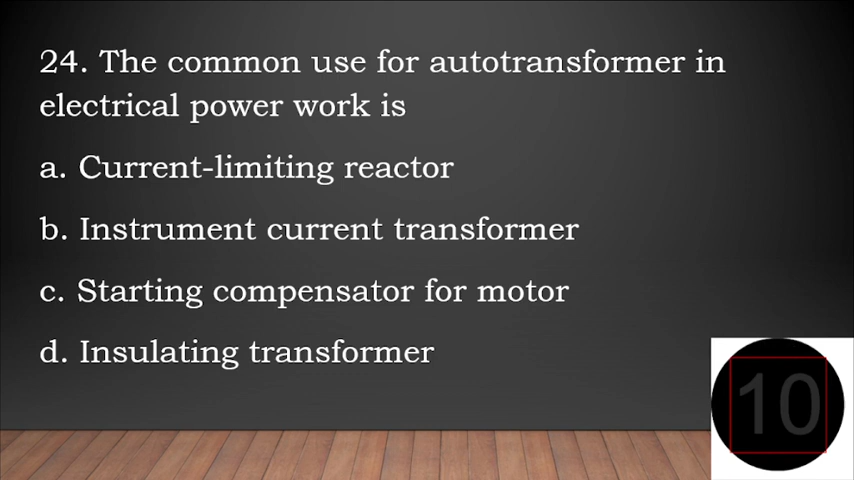 24. The common use for autotransformer in
electrical power work is
a. Current-limiting reactor
b. Instrument current transformer
c. Starting compensator for motor
d. Insulating transformer
10